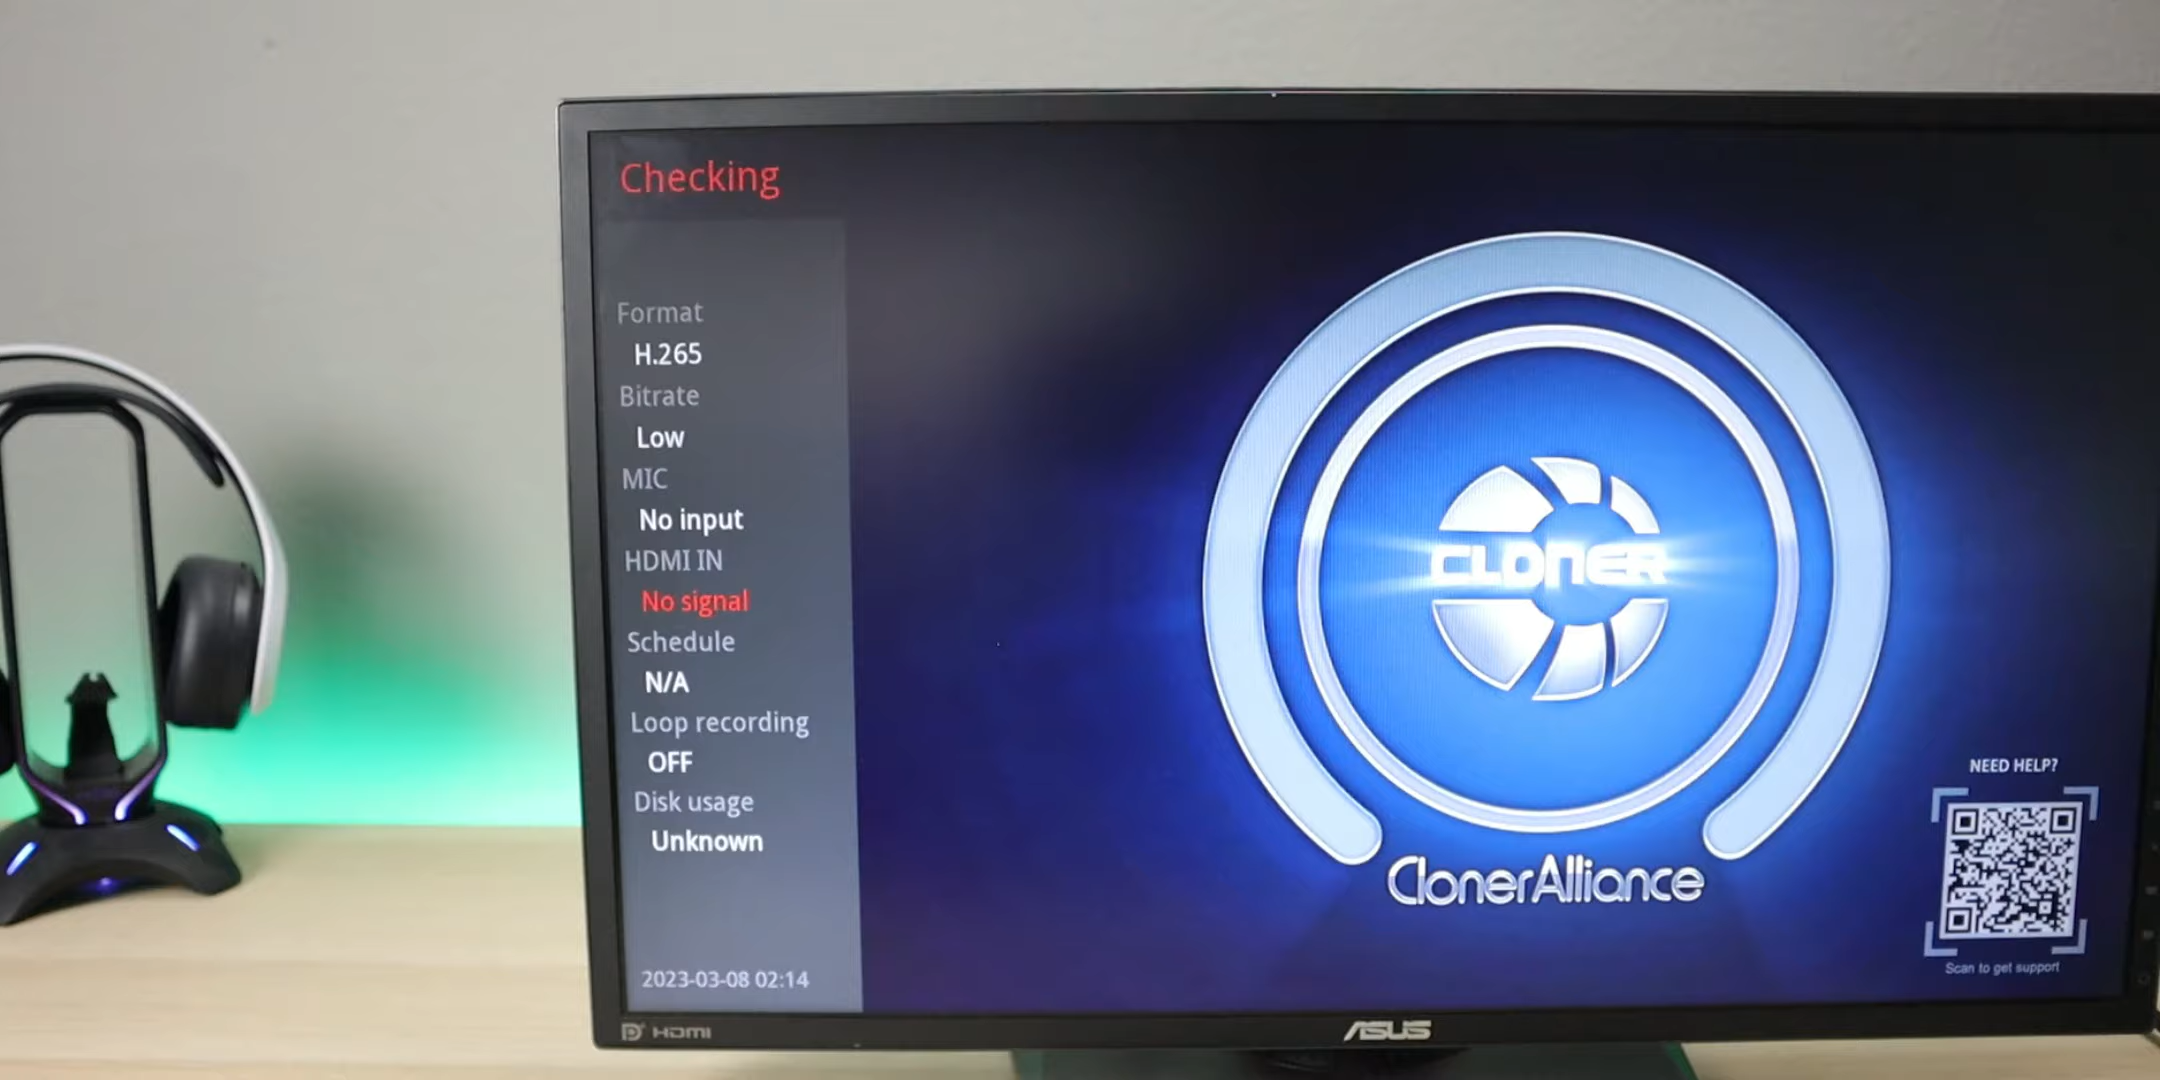 Checking
Format
H.265
Bitrate
Low
MIC
No input
HDMI IN
No signal
Schedule
N/A
Loop recording
OFF
Disk usage
Unknown
2023-03-08 02:14
CLONER
ClonerAlliance
NEED HELP?
Scan to get support
HDMI
ASUS